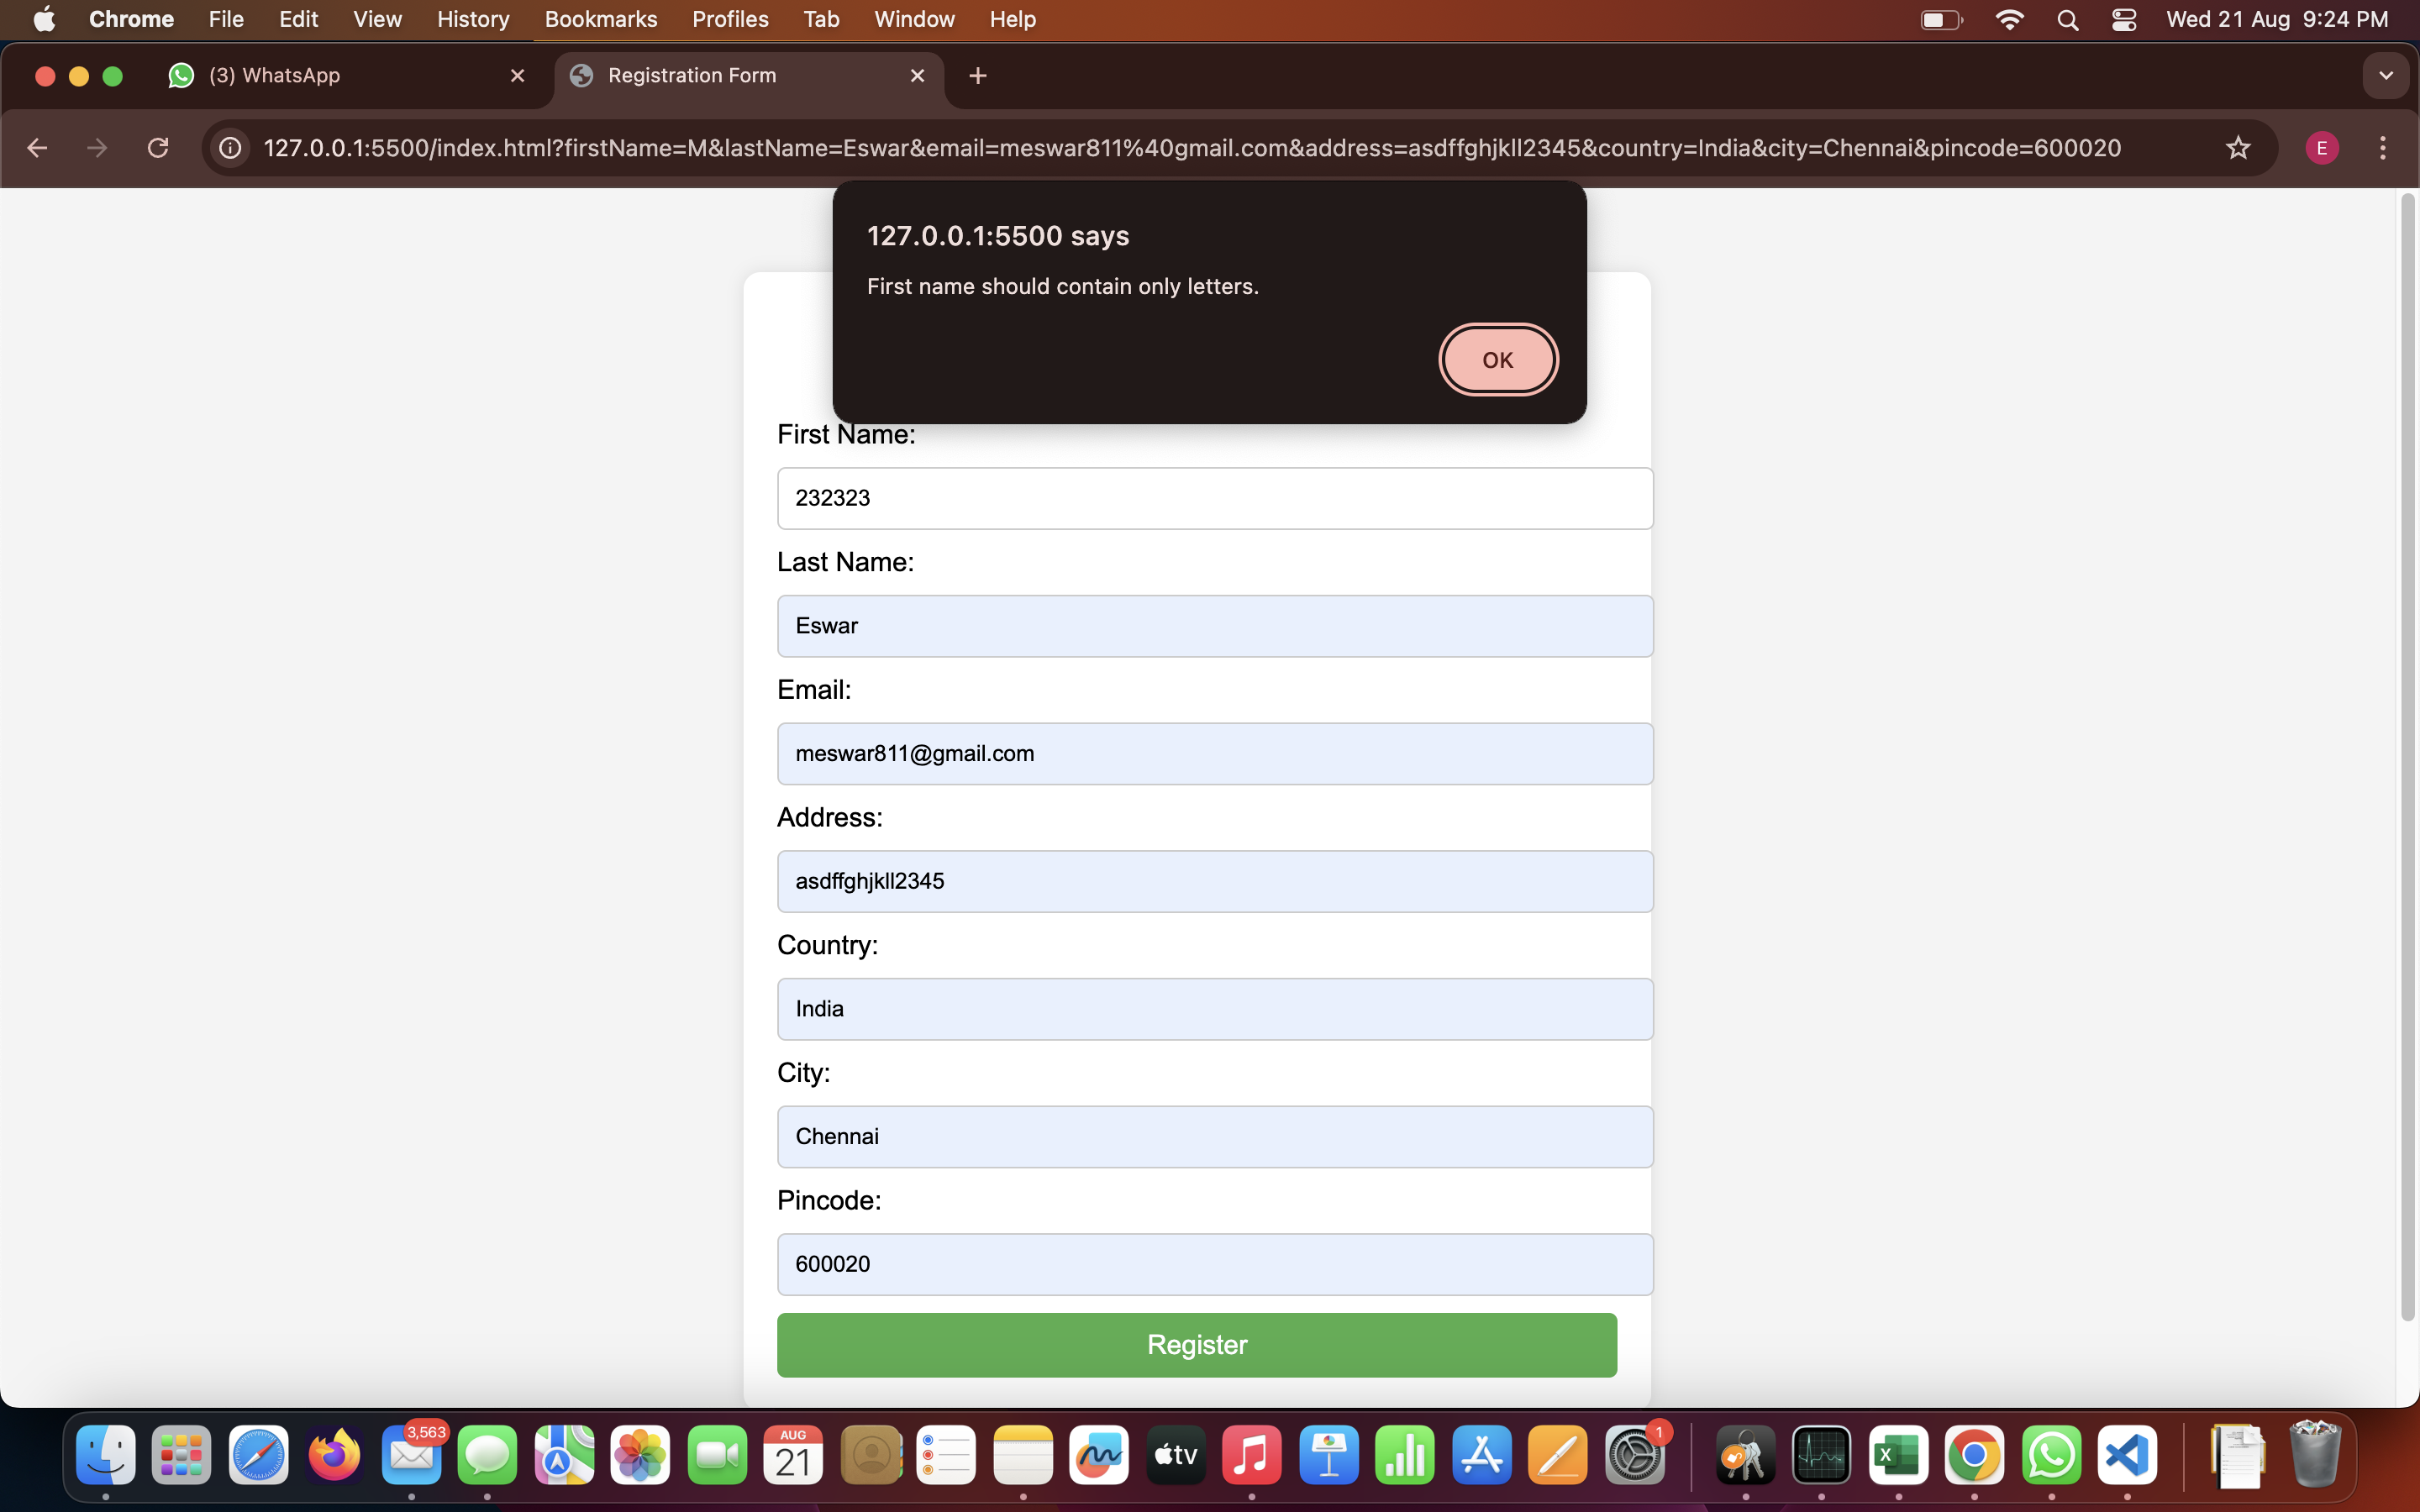 Chrome File Edit View History Bookmarks Profiles Tab Window Help Wed 21 Aug 9:24 PM
(3) WhatsApp Registration Form
127.0.0.1:5500/index.html?firstName=M&lastName=Eswar&email=meswar811%40gmail.com&address=asdffghjkll2345&country=India&city=Chennai&pincode=600020 E
127.0.0.1:5500 says
First name should contain only letters.
OK
First Name:
232323
Last Name:
Eswar
Email:
meswar811@gmail.com
Address:
asdffghjkll2345
Country:
India
City:
Chennai
Pincode:
600020
Register
3,563 AUG 1
21 tv X